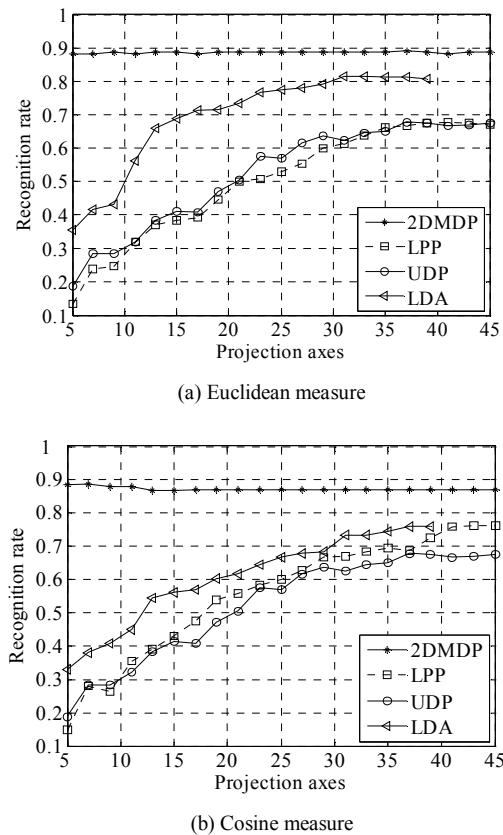 1
0.9
0.8
0.7
0.6
0.5
0.4
0.3
0.2
0.1
Recognition rate
2DMDP
LPP
UDP
LDA
5 10 15 20 25 30 35 40 45
Projection axes
(a) Euclidean measure
1
0.9
0.8
0.7
0.6
0.5
0.4
0.3
0.2
0.1
Recognition rate
2DMDP
LPP
UDP
LDA
5 10 15 20 25 30 35 40 45
Projection axes
(b) Cosine measure